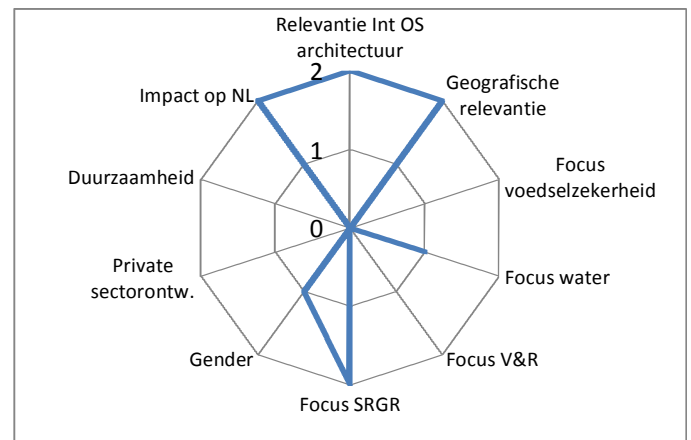 Relevantie Int OS
architectuur
2
Geografische
relevantie
Impact op NL
1
Duurzaamheid
Focus
voedselzekerheid
0
Private
sectorontw.
Focus water
Gender
Focus V&R
Focus SRGR